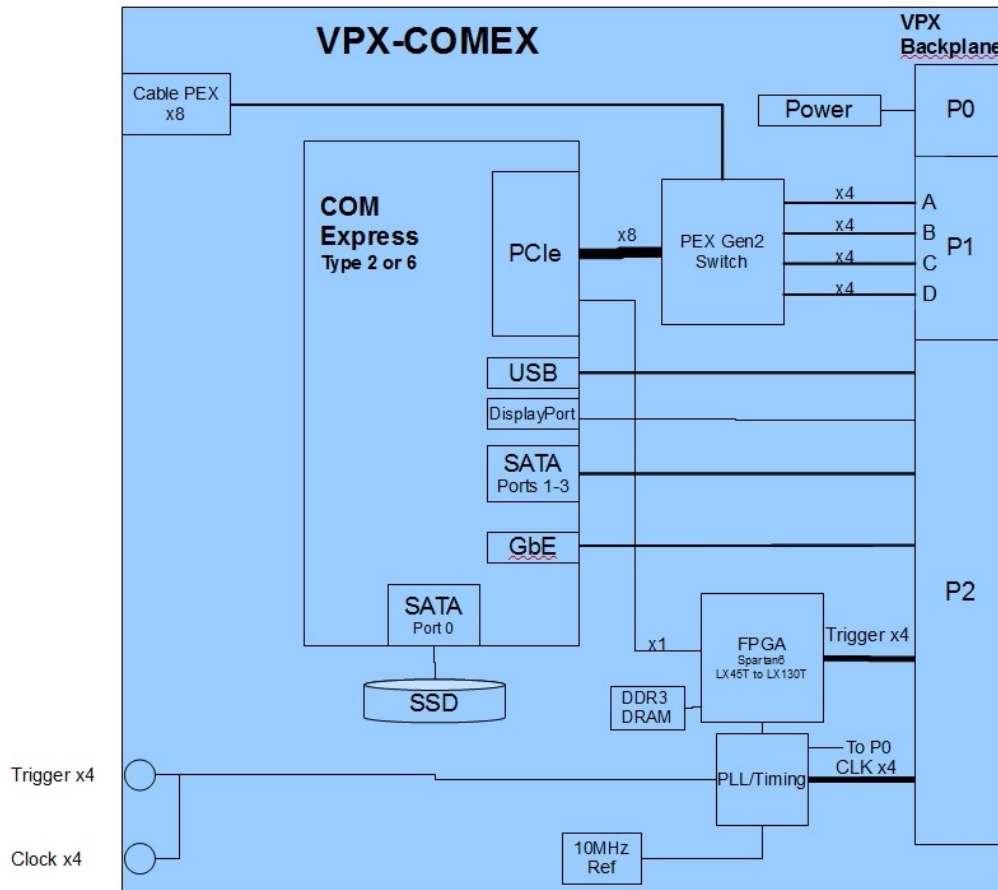 VPX-COMEX
VPX
Backplane
Cable PEX
x8
Power
P0
COM
Express
Type 2 or 6
PCIe
x8
PEX Gen2
Switch
x4
A
x4
B
x4
C
x4
D
P1
USB
DisplayPort
SATA
Ports 1-3
GbE
SATA
Port 0
SSD
P2
x1
FPGA
Spartan6
LX45T to LX130T
Trigger x4
DDR3
DRAM
To P0
CLK x4
PLL/Timing
Trigger x4
Clock x4
10MHz
Ref